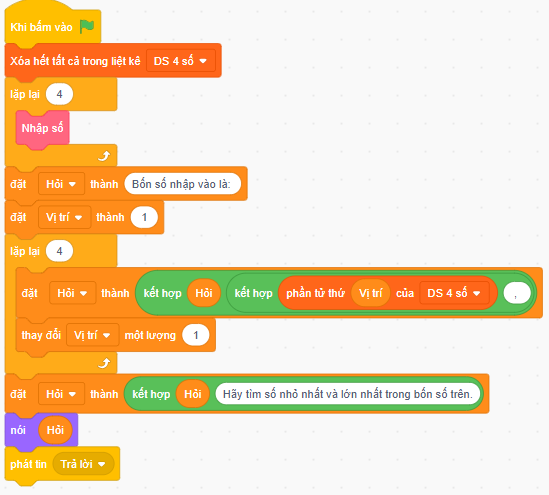 Khi bấm vào
Xóa hết tất cả trong liệt kê DS 4 số
lặp lại 4
Nhập số
đặt Hỏi thành Bốn số nhập vào là:
đặt Vị trí thành 1
lặp lại 4
đặt Hỏi thành kết hợp Hỏi kết hợp phần tử thứ Vị trí của DS 4 số ,
thay đổi Vị trí một lượng 1
đặt Hỏi thành kết hợp Hỏi Hãy tìm số nhỏ nhất và lớn nhất trong bốn số trên.
nói Hỏi
phát tin Trả lời